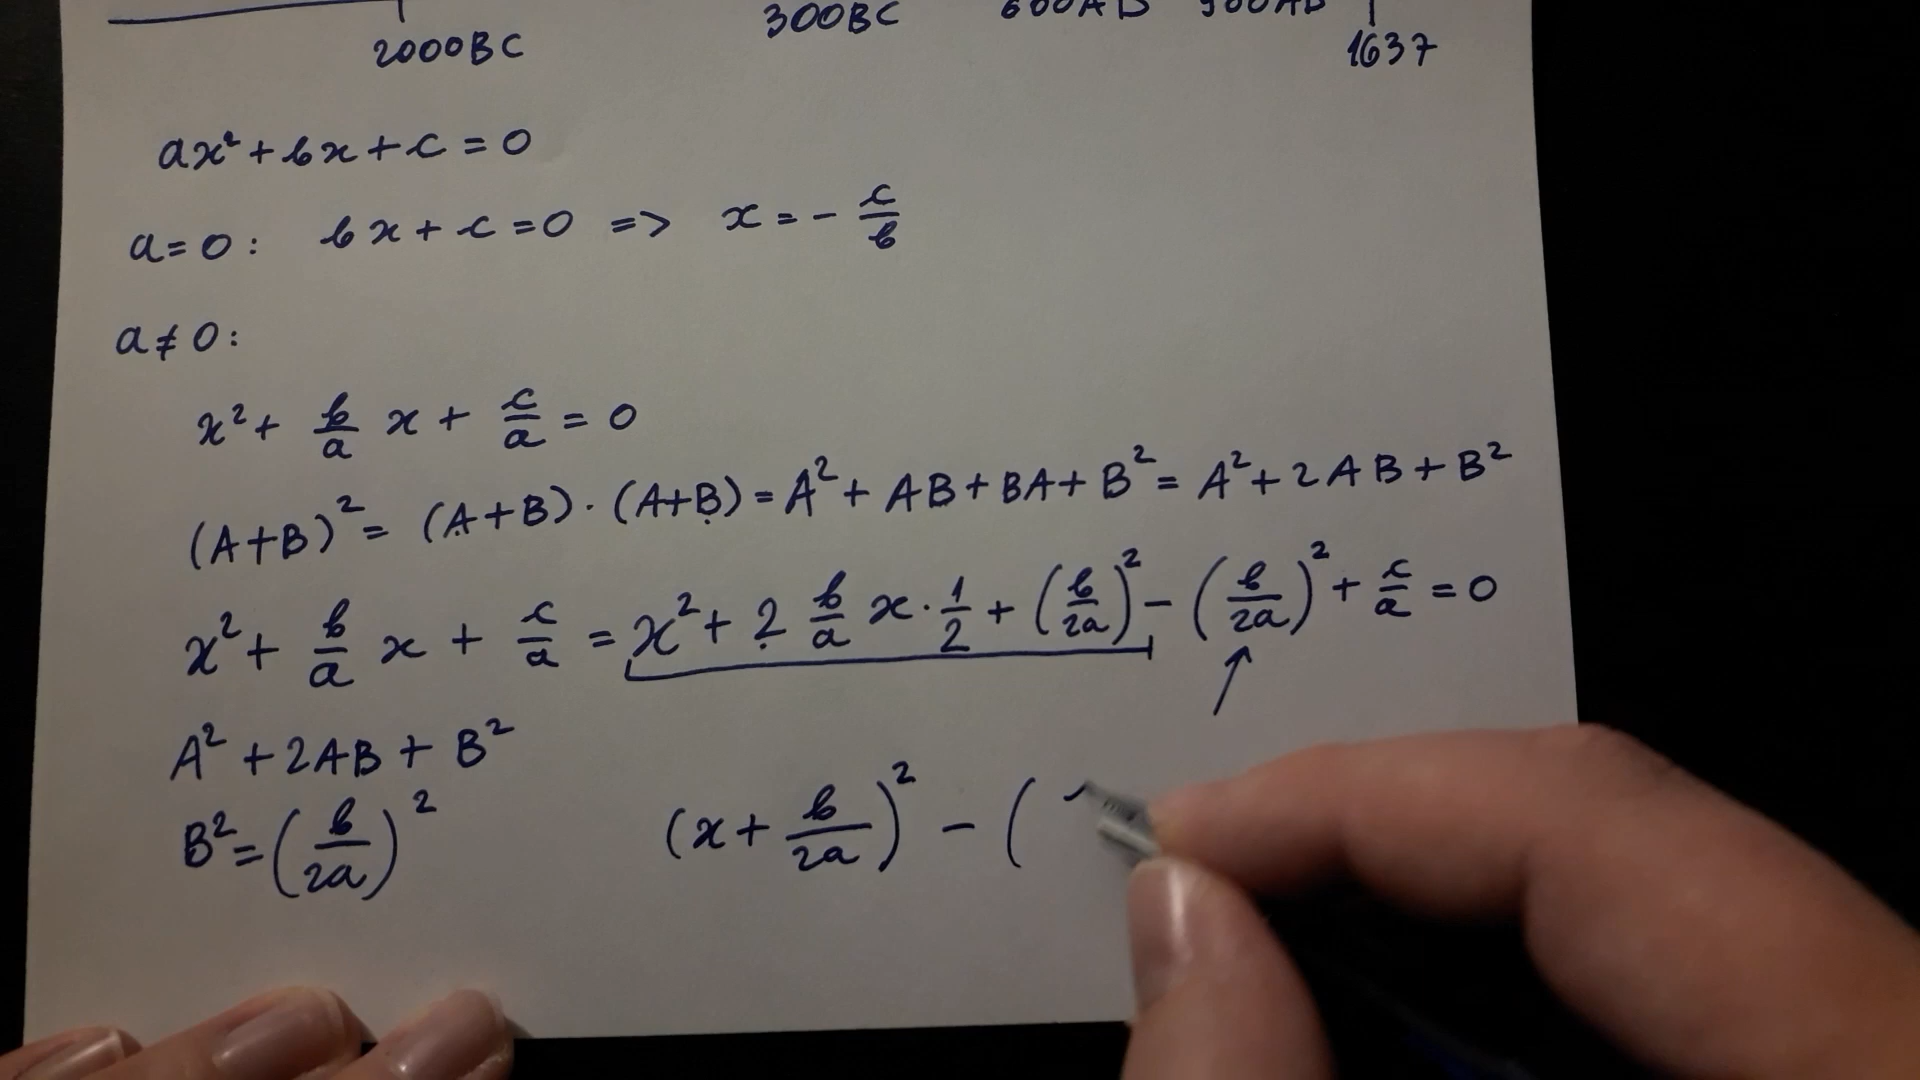 2000BC 300BC 600AD 900AD 1637
ax² + bx + c = 0
a = 0 : bx + c = 0 => x = - c/b
a ≠ 0 :
x² + b/a x + c/a = 0
(A+B)² = (A+B) · (A+B) = A² + AB + BA + B² = A² + 2AB + B²
x² + b/a x + c/a = x² + 2 b/a x · 1/2 + (b/2a)² - (b/2a)² + c/a = 0
A² + 2AB + B²
B² = (b/2a)² (x + b/2a)² - (